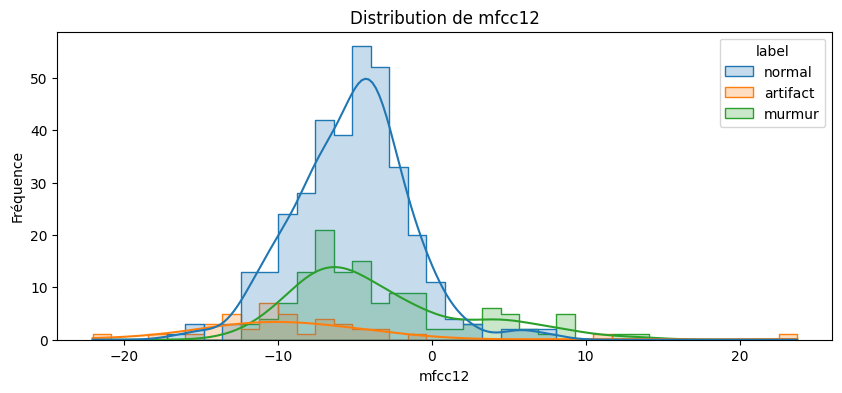 Distribution de mfcc12
label
normal
artifact
murmur
Fréquence
50
40
30
20
10
0
−20
−10
0
10
20
mfcc12